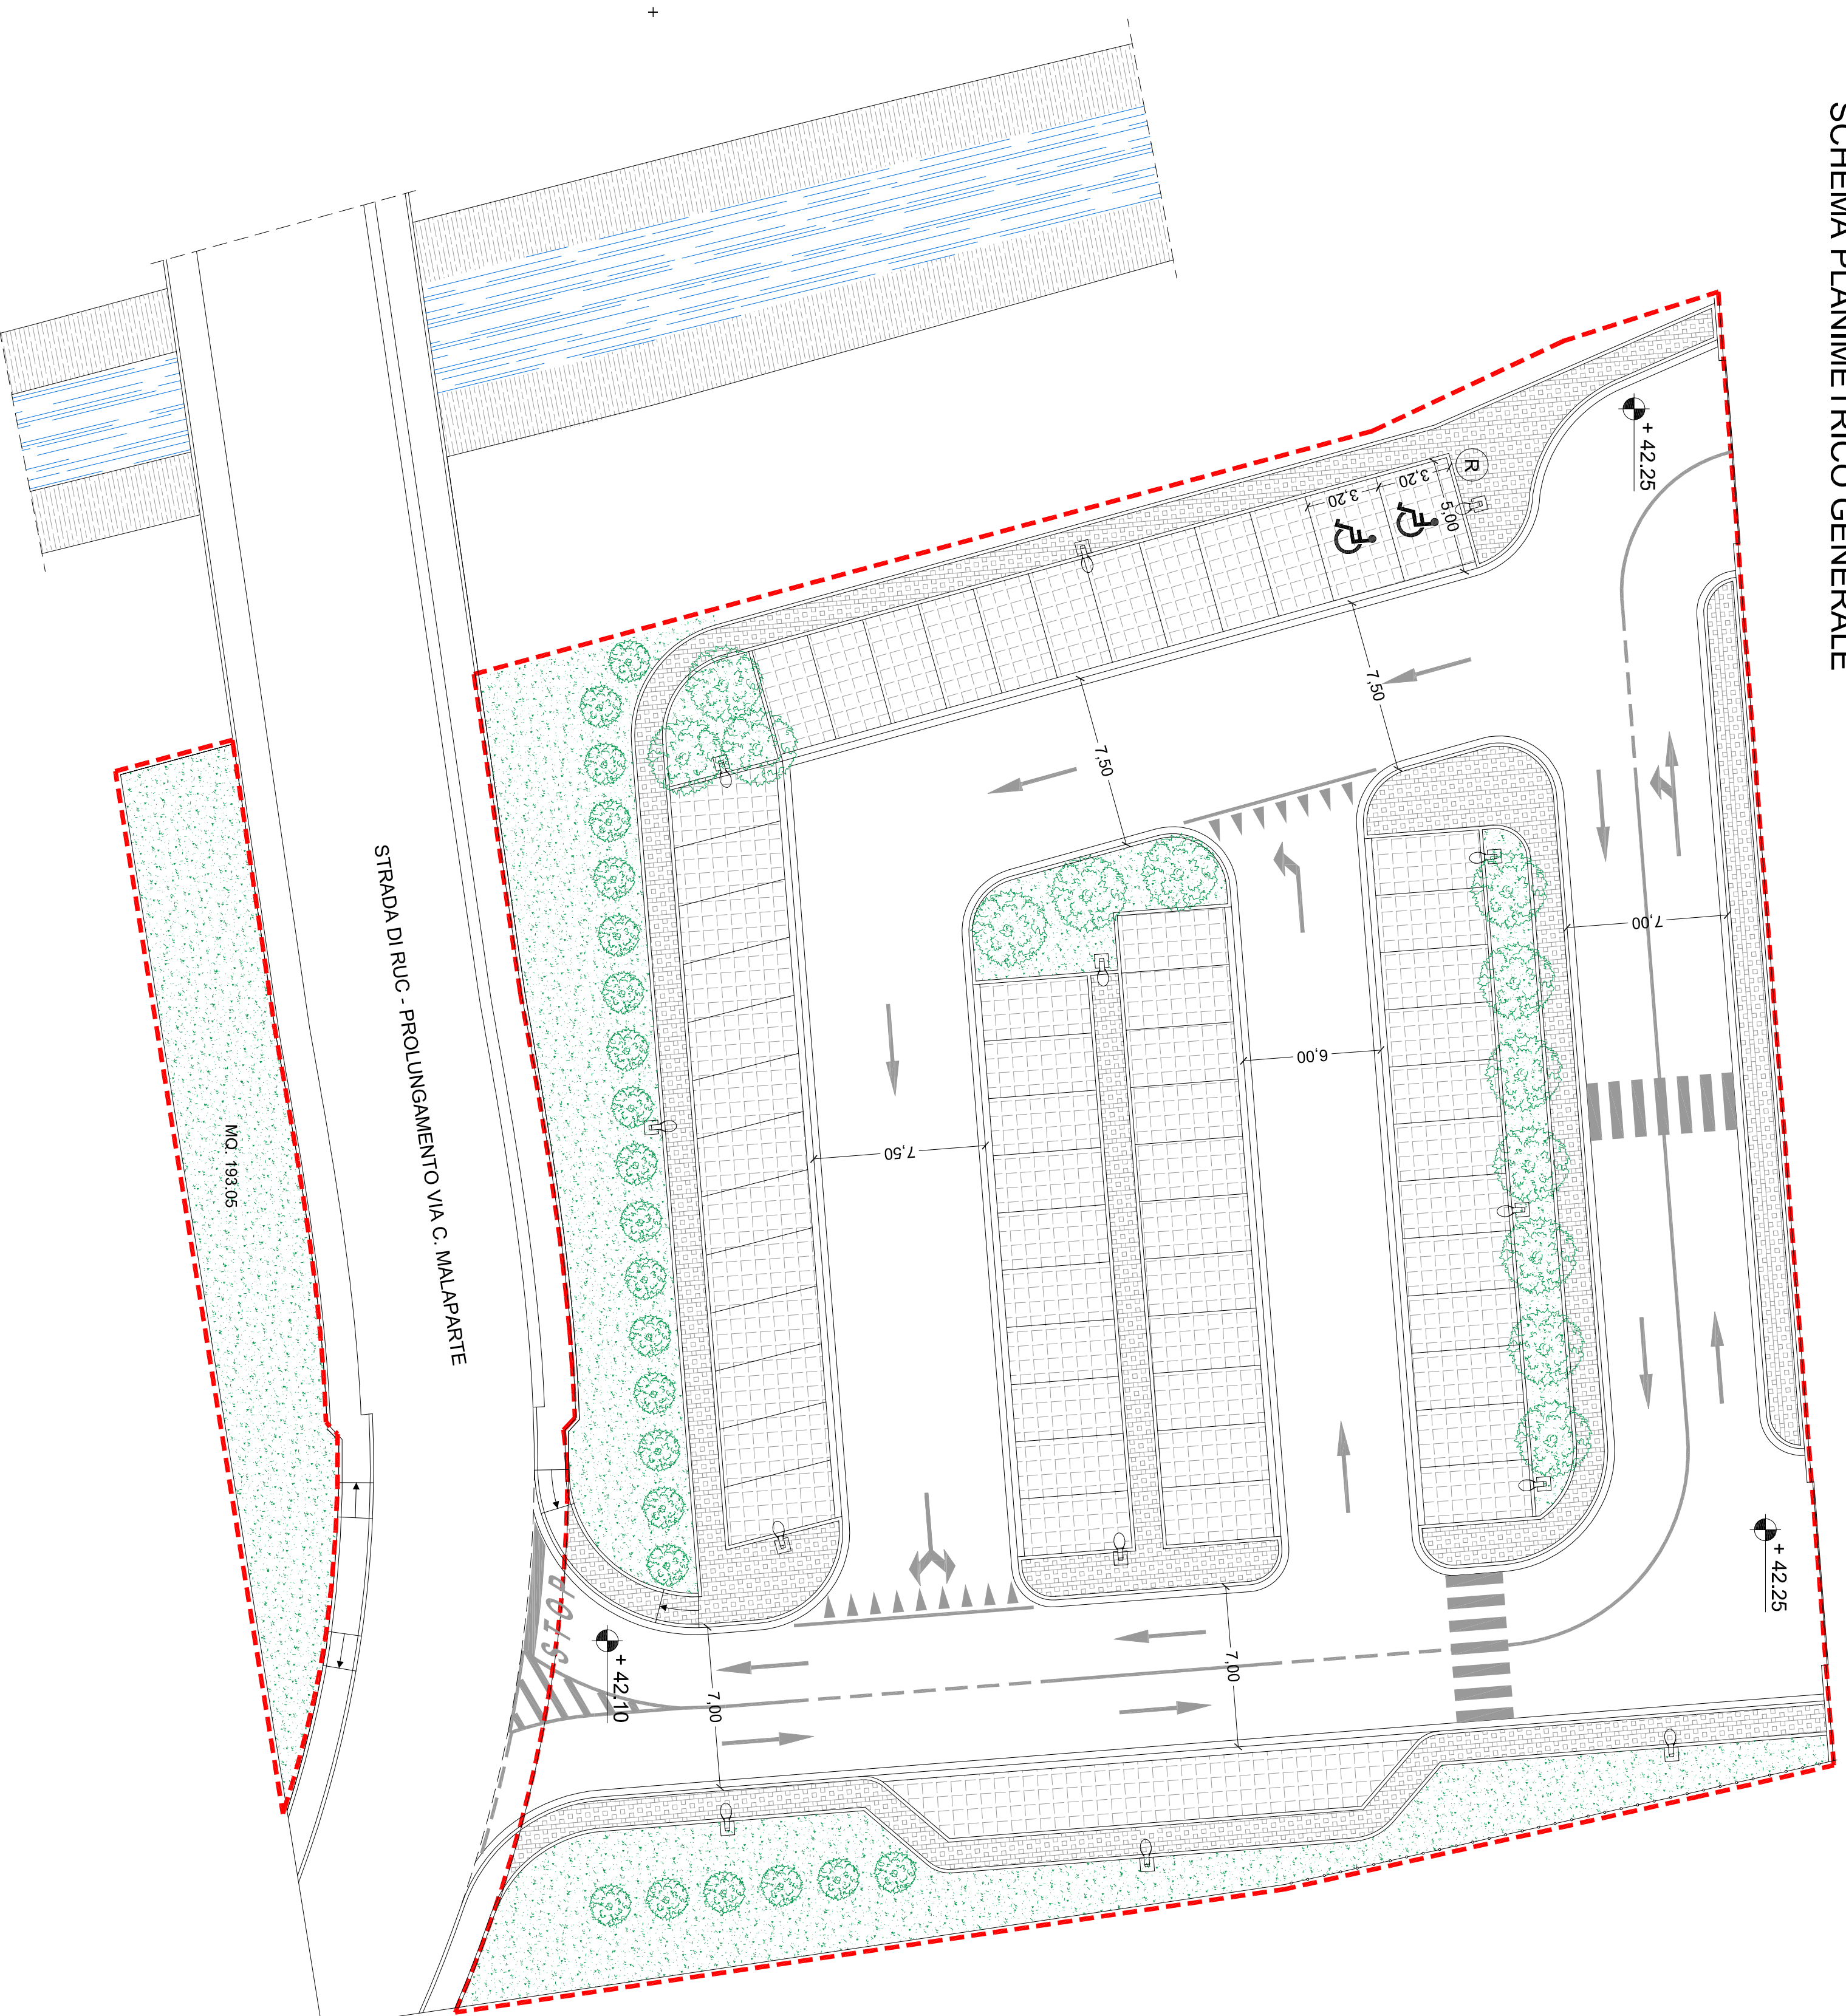 SCHEMA PLANIMETRICO GENERALE
+ 42.25
R
3,20
3,20
5,00
7,50
7,50
7,00
6,00
7,50
STRADA DI RUC - PROLUNGAMENTO VIA C. MALAPARTE
MQ. 193.05
+ 42.25
STOP
+ 42.10
7,00
7,00